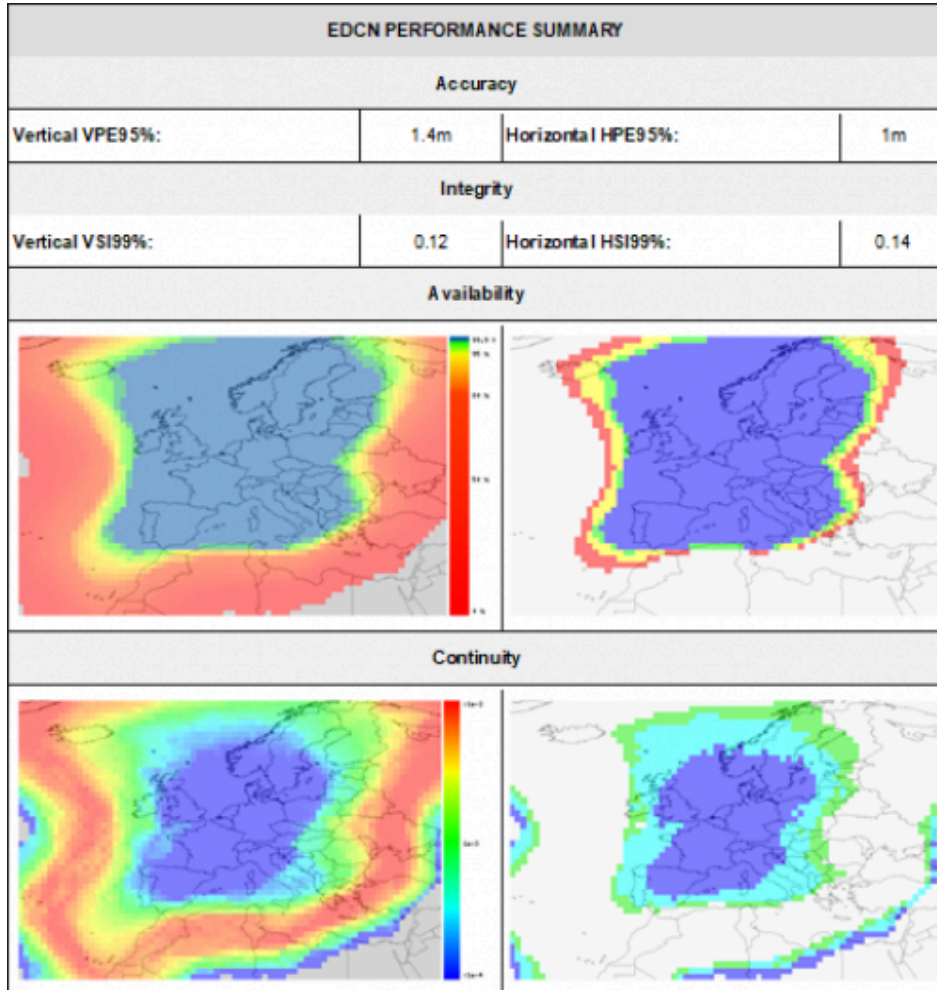 EDCN PERFORMANCE SUMMARY
Accuracy
Vertical VPE95%: 1.4m Horizontal HPE95%: 1m
Integrity
Vertical VSI99%: 0.12 Horizontal HSI99%: 0.14
Availability
Continuity